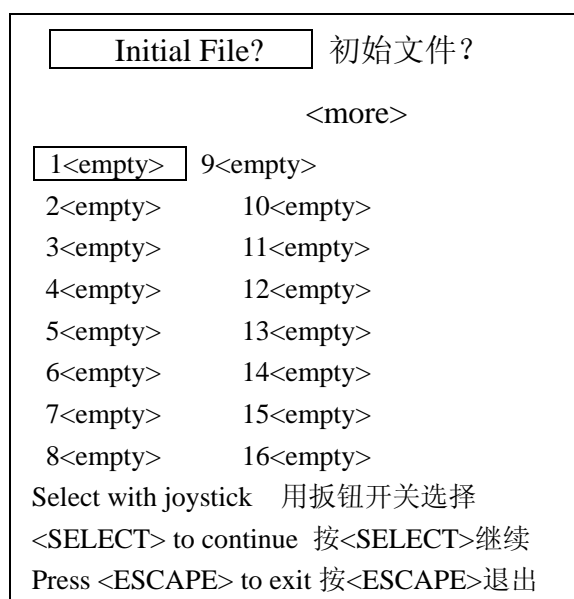 Initial File? 初始文件？
<more>
1<empty> 9<empty>
2<empty> 10<empty>
3<empty> 11<empty>
4<empty> 12<empty>
5<empty> 13<empty>
6<empty> 14<empty>
7<empty> 15<empty>
8<empty> 16<empty>
Select with joystick 用扳钮开关选择
<SELECT> to continue 按<SELECT>继续
Press <ESCAPE> to exit 按<ESCAPE>退出